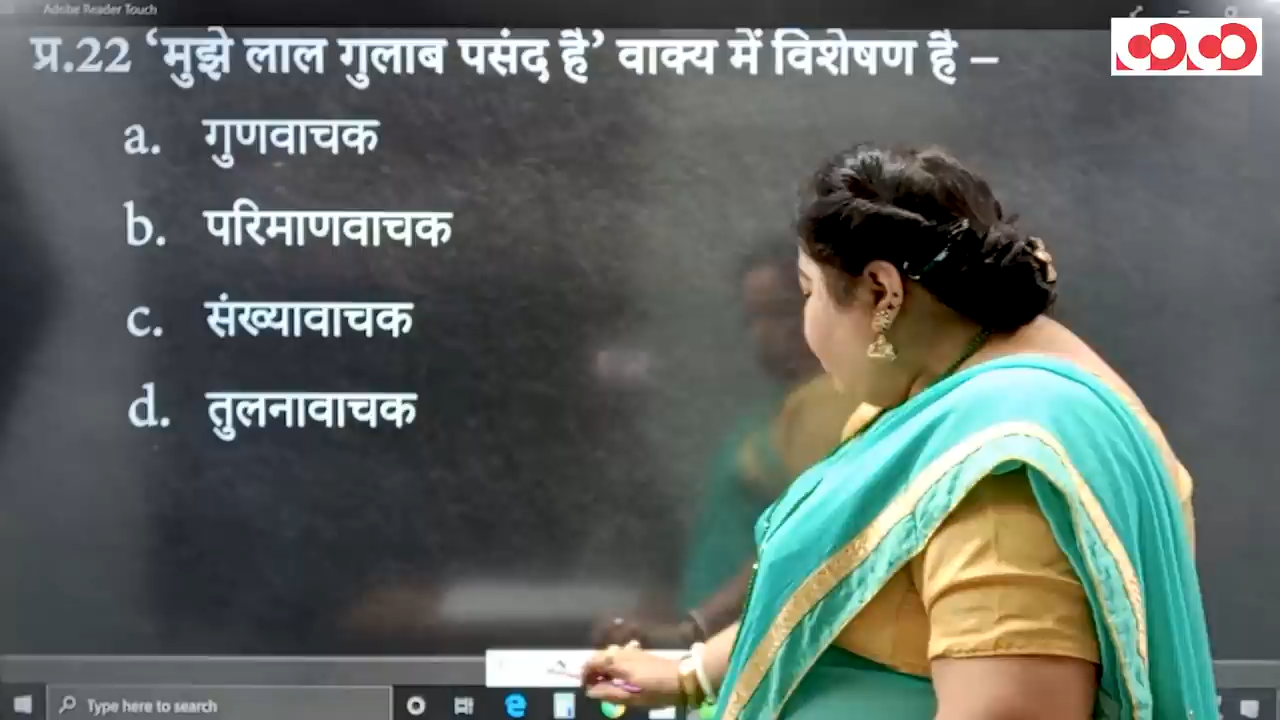 Adobe Reader Touch
प्र.22 ‘मुझे लाल गुलाब पसंद है’ वाक्य में विशेषण है –
a. गुणवाचक
b. परिमाणवाचक
c. संख्यावाचक
d. तुलनावाचक
Type here to search